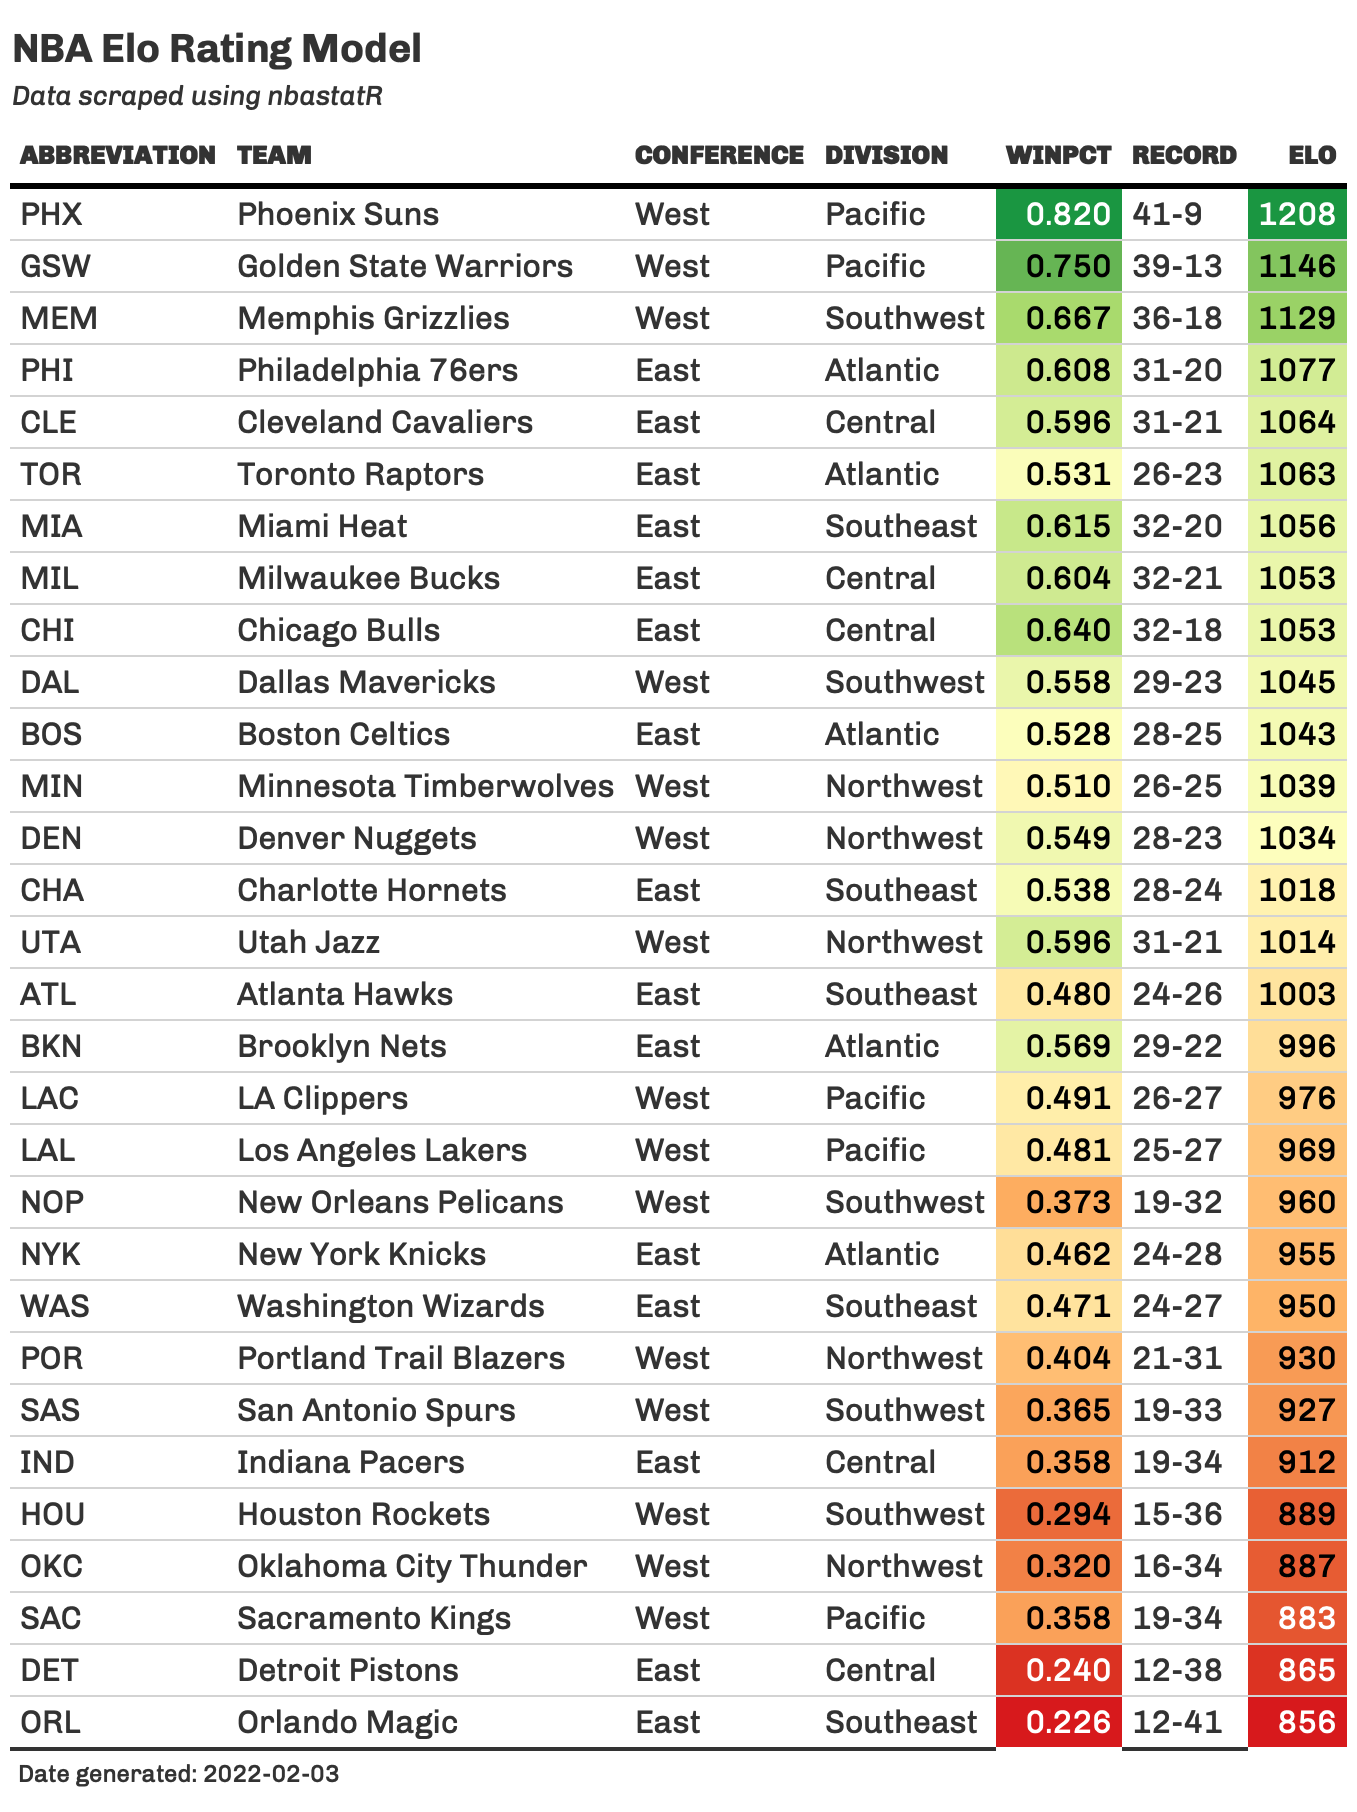 NBA Elo Rating Model
Data scraped using nbastatR
ABBREVIATION TEAM CONFERENCE DIVISION WINPCT RECORD ELO
PHX Phoenix Suns West Pacific 0.820 41-9 1208
GSW Golden State Warriors West Pacific 0.750 39-13 1146
MEM Memphis Grizzlies West Southwest 0.667 36-18 1129
PHI Philadelphia 76ers East Atlantic 0.608 31-20 1077
CLE Cleveland Cavaliers East Central 0.596 31-21 1064
TOR Toronto Raptors East Atlantic 0.531 26-23 1063
MIA Miami Heat East Southeast 0.615 32-20 1056
MIL Milwaukee Bucks East Central 0.604 32-21 1053
CHI Chicago Bulls East Central 0.640 32-18 1053
DAL Dallas Mavericks West Southwest 0.558 29-23 1045
BOS Boston Celtics East Atlantic 0.528 28-25 1043
MIN Minnesota Timberwolves West Northwest 0.510 26-25 1039
DEN Denver Nuggets West Northwest 0.549 28-23 1034
CHA Charlotte Hornets East Southeast 0.538 28-24 1018
UTA Utah Jazz West Northwest 0.596 31-21 1014
ATL Atlanta Hawks East Southeast 0.480 24-26 1003
BKN Brooklyn Nets East Atlantic 0.569 29-22 996
LAC LA Clippers West Pacific 0.491 26-27 976
LAL Los Angeles Lakers West Pacific 0.481 25-27 969
NOP New Orleans Pelicans West Southwest 0.373 19-32 960
NYK New York Knicks East Atlantic 0.462 24-28 955
WAS Washington Wizards East Southeast 0.471 24-27 950
POR Portland Trail Blazers West Northwest 0.404 21-31 930
SAS San Antonio Spurs West Southwest 0.365 19-33 927
IND Indiana Pacers East Central 0.358 19-34 912
HOU Houston Rockets West Southwest 0.294 15-36 889
OKC Oklahoma City Thunder West Northwest 0.320 16-34 887
SAC Sacramento Kings West Pacific 0.358 19-34 883
DET Detroit Pistons East Central 0.240 12-38 865
ORL Orlando Magic East Southeast 0.226 12-41 856
Date generated: 2022-02-03